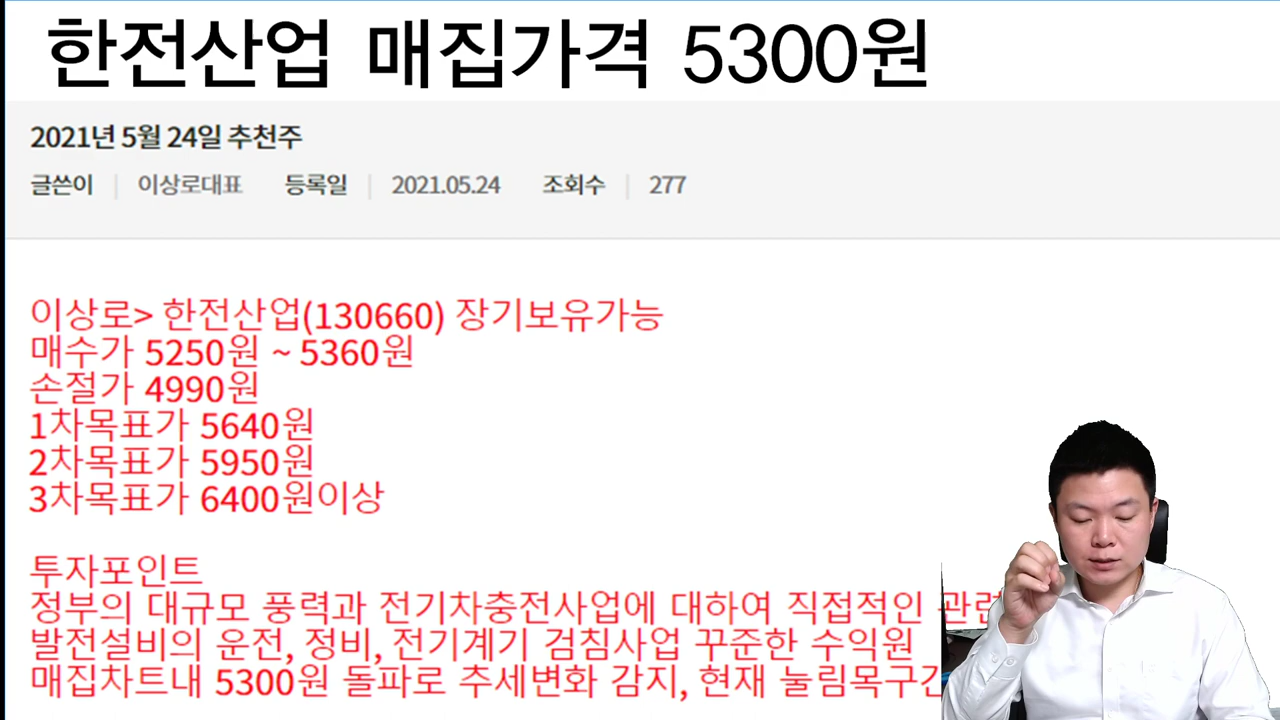 한전산업 매집가격 5300원
2021년 5월 24일 추천주
글쓴이 | 이상로대표 등록일 | 2021.05.24 조회수 | 277
이상로> 한전산업(130660) 장기보유가능
매수가 5250원 ~ 5360원
손절가 4990원
1차목표가 5640원
2차목표가 5950원
3차목표가 6400원이상
투자포인트
정부의 대규모 풍력과 전기차충전사업에 대하여 직접적인
발전설비의 운전, 정비, 전기계기 검침사업 꾸준한 수익원
매집차트내 5300원 돌파로 추세변화 감지, 현재 눌림목구간